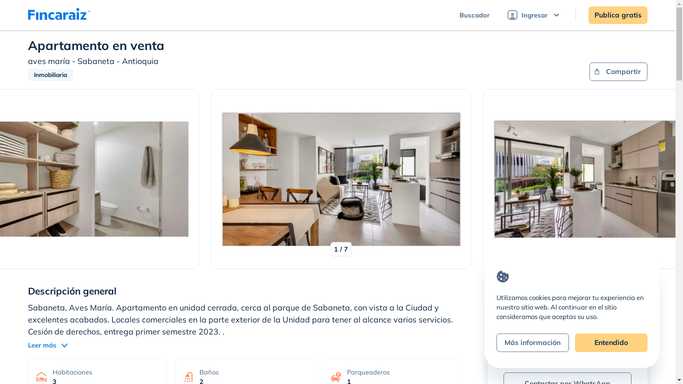 Fincaraiz
Buscador
Ingresar
Publica gratis
Apartamento en venta
aves maría - Sabaneta - Antioquia
Inmobiliaria
Compartir
1 / 7
Descripción general
Sabaneta, Aves María. Apartamento en unidad cerrada, cerca al parque de Sabaneta, con vista a la Ciudad y
excelentes acabados. Locales comerciales en la parte exterior de la Unidad para tener al alcance varios servicios.
Cesión de derechos, entrega primer semestre 2023. .
Leer más
Habitaciones
3
Baños
2
Parqueaderos
1
Utilizamos cookies para mejorar tu experiencia en
nuestro sitio web. Al continuar en el sitio
consideramos que aceptas su uso.
Más información
Entendido
Contactar por WhatsApp